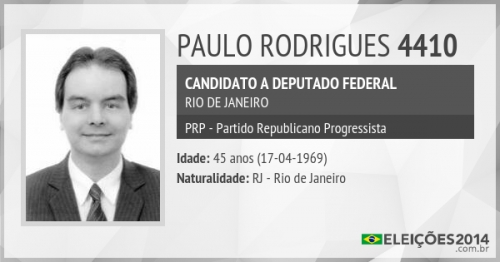 PAULO RODRIGUES 4410
CANDIDATO A DEPUTADO FEDERAL
RIO DE JANEIRO
PRP - Partido Republicano Progressista
Idade: 45 anos (17-04-1969)
Naturalidade: RJ - Rio de Janeiro
ELEIÇÕES2014
.com.br